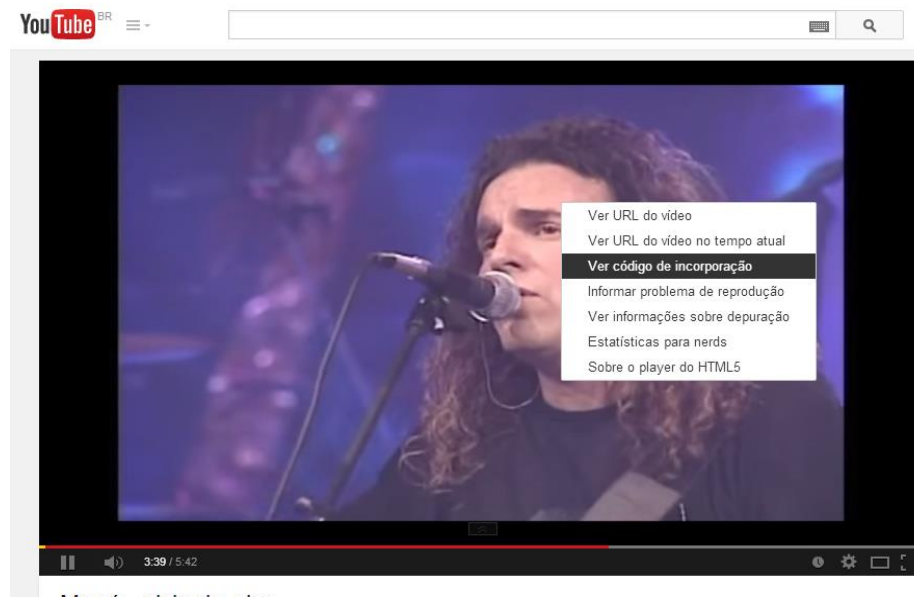 YouTube BR
Ver URL do vídeo
Ver URL do vídeo no tempo atual
Ver código de incorporação
Informar problema de reprodução
Ver informações sobre depuração
Estatísticas para nerds
Sobre o player do HTML5
3:39 / 5:42